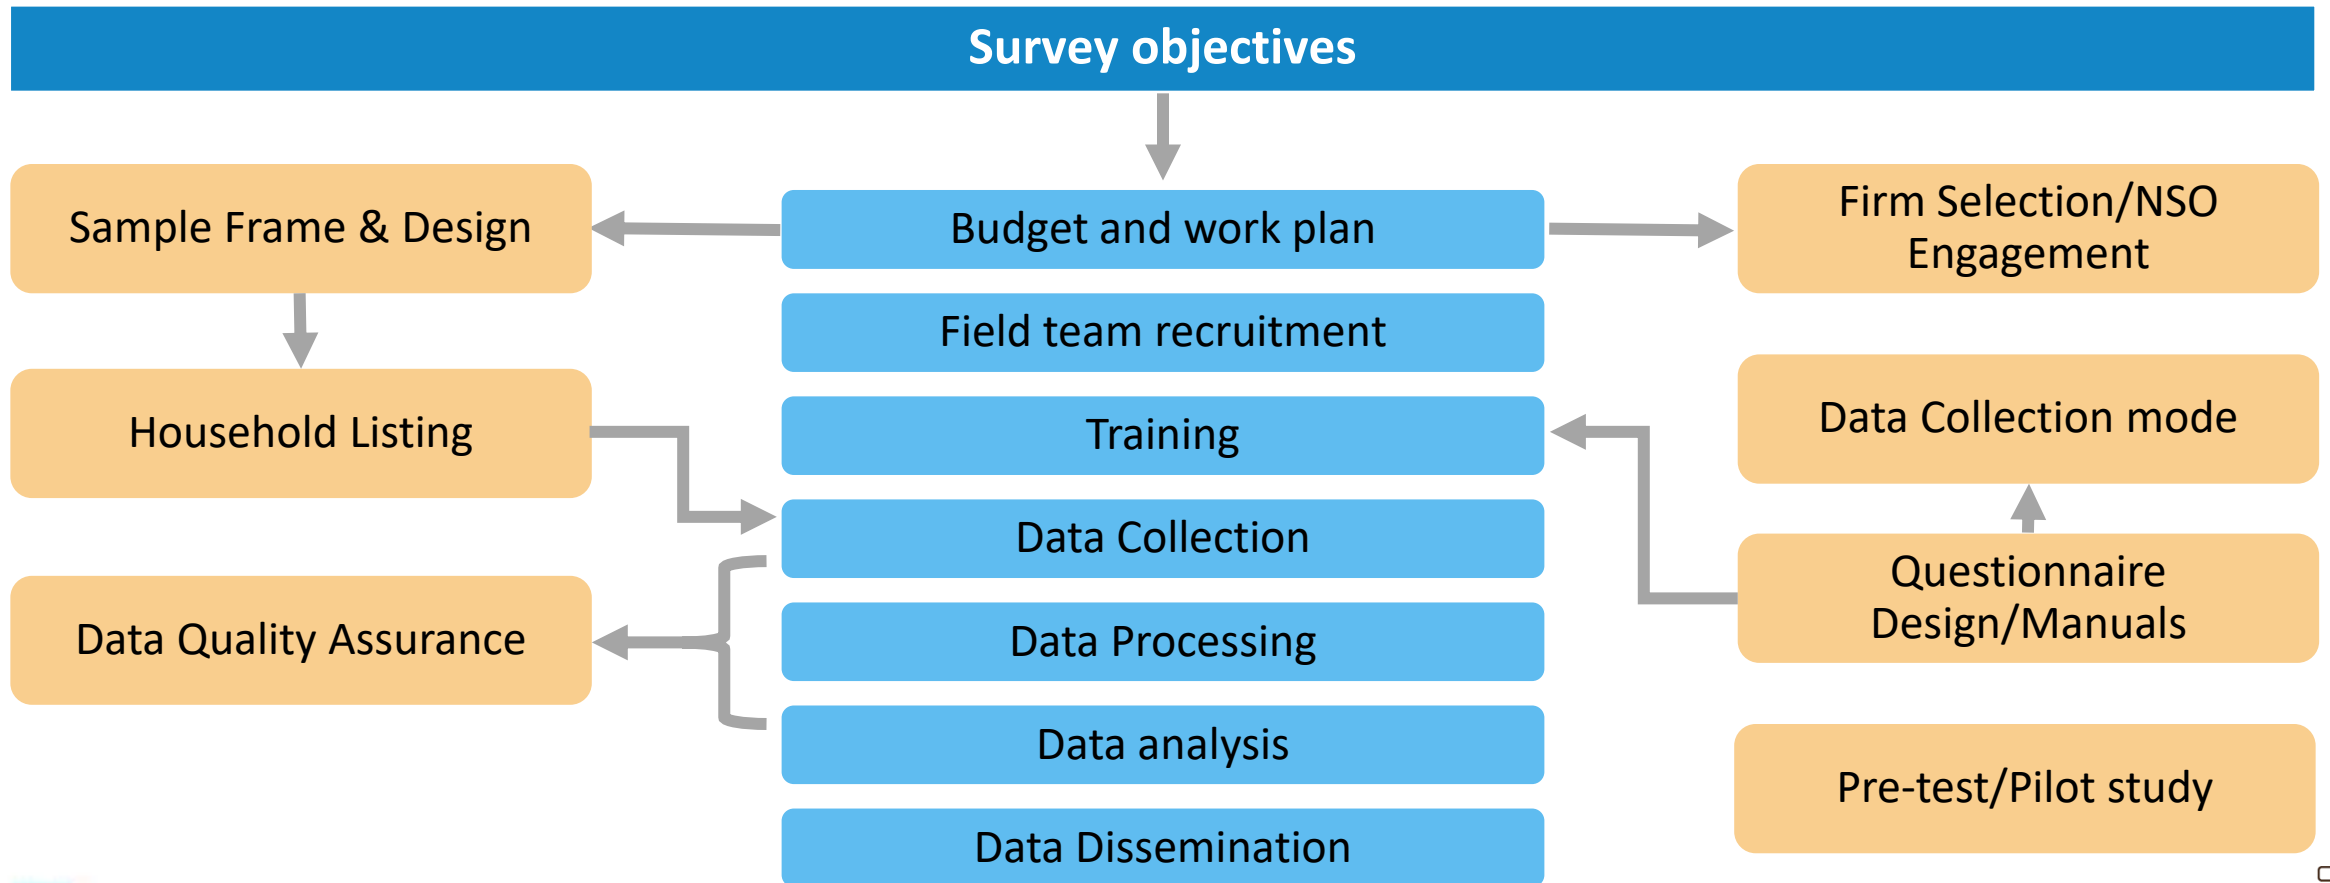 Survey objectives
Sample Frame & Design
Household Listing
Data Quality Assurance
Budget and work plan
Field team recruitment
Training
Data Collection
Data Processing
Data analysis
Data Dissemination
Firm Selection/NSO
Engagement
Data Collection mode
Questionnaire
Design/Manuals
Pre-test/Pilot study